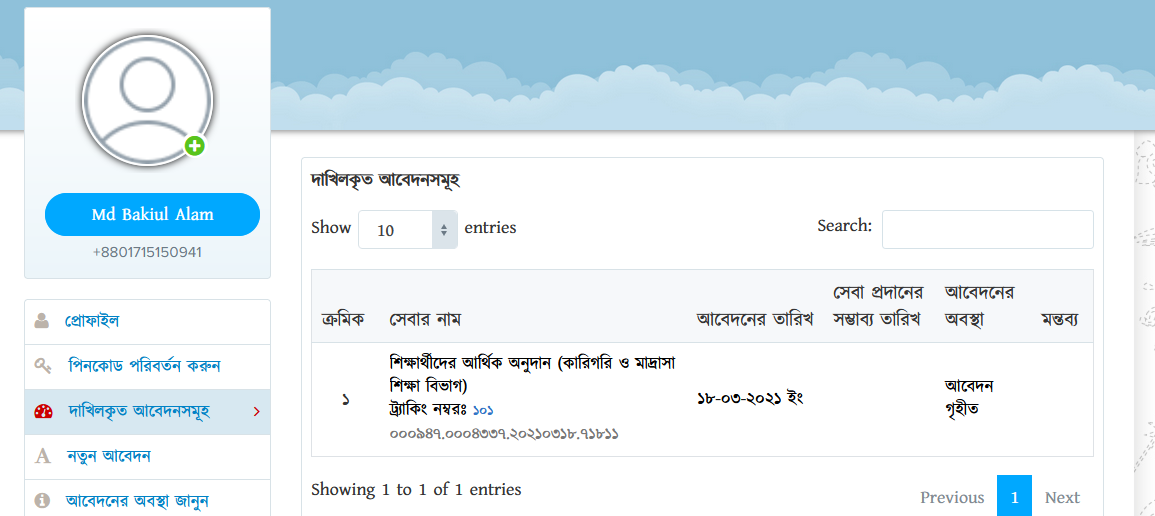 Md Bakiul Alam
+8801715150941
প্রোফাইল
পিনকোড পরিবর্তন করুন
দাখিলকৃত আবেদনসমূহ
নতুন আবেদন
আবেদনের অবস্থা জানুন
দাখিলকৃত আবেদনসমূহ
Show 10 entries Search:
সেবা প্রদানের আবেদনের
ক্রমিক সেবার নাম আবেদনের তারিখ সম্ভাব্য তারিখ অবস্থা মন্তব্য
শিক্ষার্থীদের আর্থিক অনুদান (কারিগরি ও মাদ্রাসা
শিক্ষা বিভাগ) আবেদন
১ ১৮-০৩-২০২১ ইং
ট্র্যাকিং নম্বরঃ ১০১ গৃহীত
০০০৯৪৭.০০০৪৩৩৭.২০২১০৩১৮.৭১৮১১
Showing 1 to 1 of 1 entries
Previous 1 Next